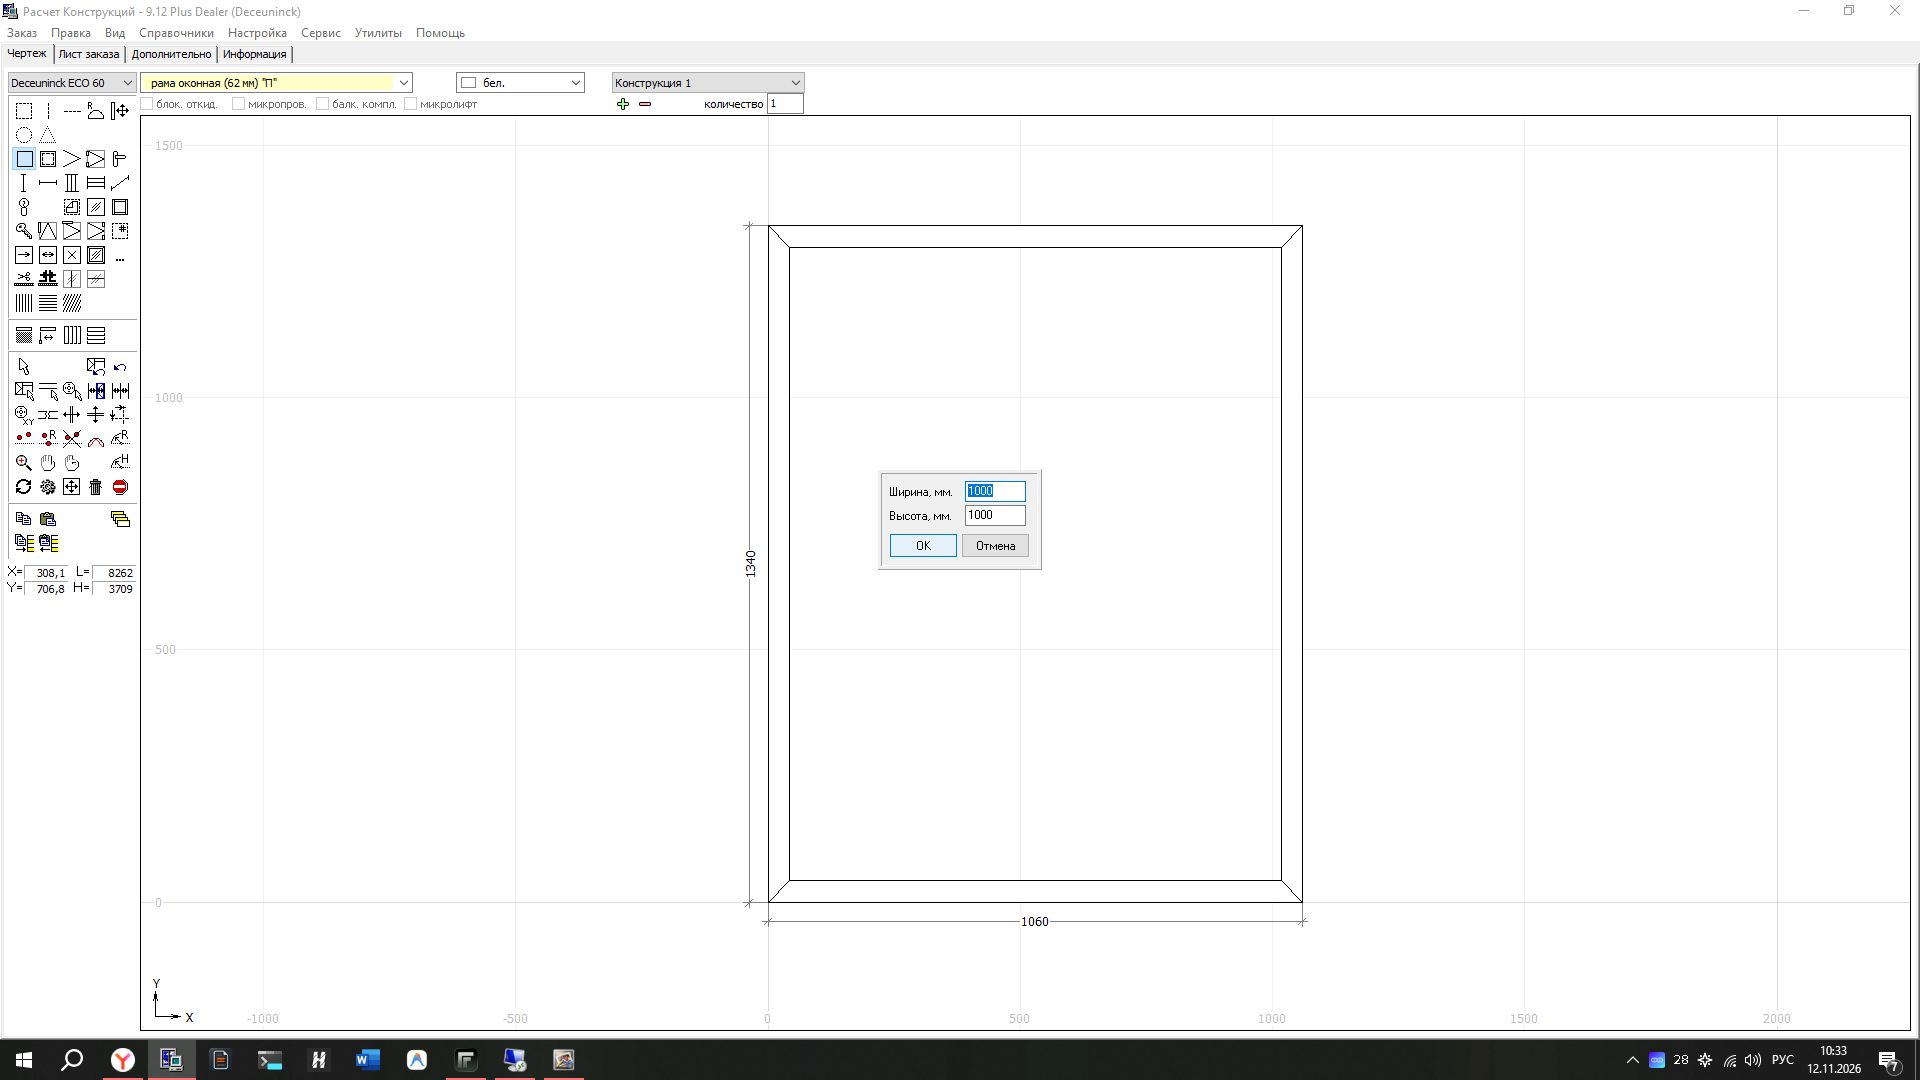 Расчет Конструкций - 9.12 Plus Dealer (Deceuninck)
Заказ Правка Вид Справочники Настройка Сервис Утилиты Помощь
Чертеж Лист заказа Дополнительно Информация
Deceuninck ECO 60 рама оконная (62 мм) "П" бел. Конструкция 1
блок. откид. микропров. балк. компл. микролифт количество 1
1500
1000
500
0
1340
1060
Ширина, мм. 1000
Высота, мм. 1000
OK Отмена
X= 308,1 L= 8262
Y= 706,8 H= 3709
Y
X
-1000 -500 0 500 1000 1500 2000
28 РУС 10:33
12.11.2026
7